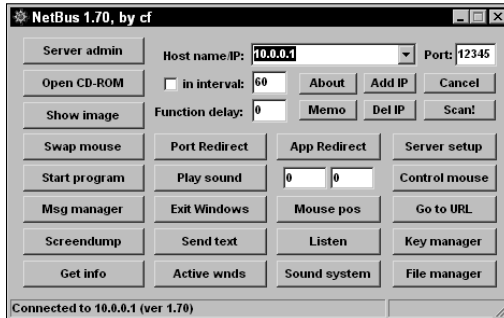 NetBus 1.70, by cf
Server admin
Host name/IP: 10.0.0.1 Port: 12345
Open CD-ROM
in interval: 60 About Add IP Cancel
Show image
Function delay: 0 Memo Del IP Scan!
Swap mouse Port Redirect App Redirect Server setup
Start program Play sound 0 0 Control mouse
Msg manager Exit Windows Mouse pos Go to URL
Screendump Send text Listen Key manager
Get info Active wnds Sound system File manager
Connected to 10.0.0.1 (ver 1.70)